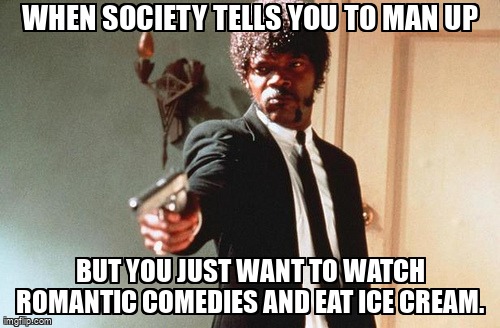 WHEN SOCIETY TELLS YOU TO MAN UP
BUT YOU JUST WANT TO WATCH
ROMANTIC COMEDIES AND EAT ICE CREAM.
imgflip.com